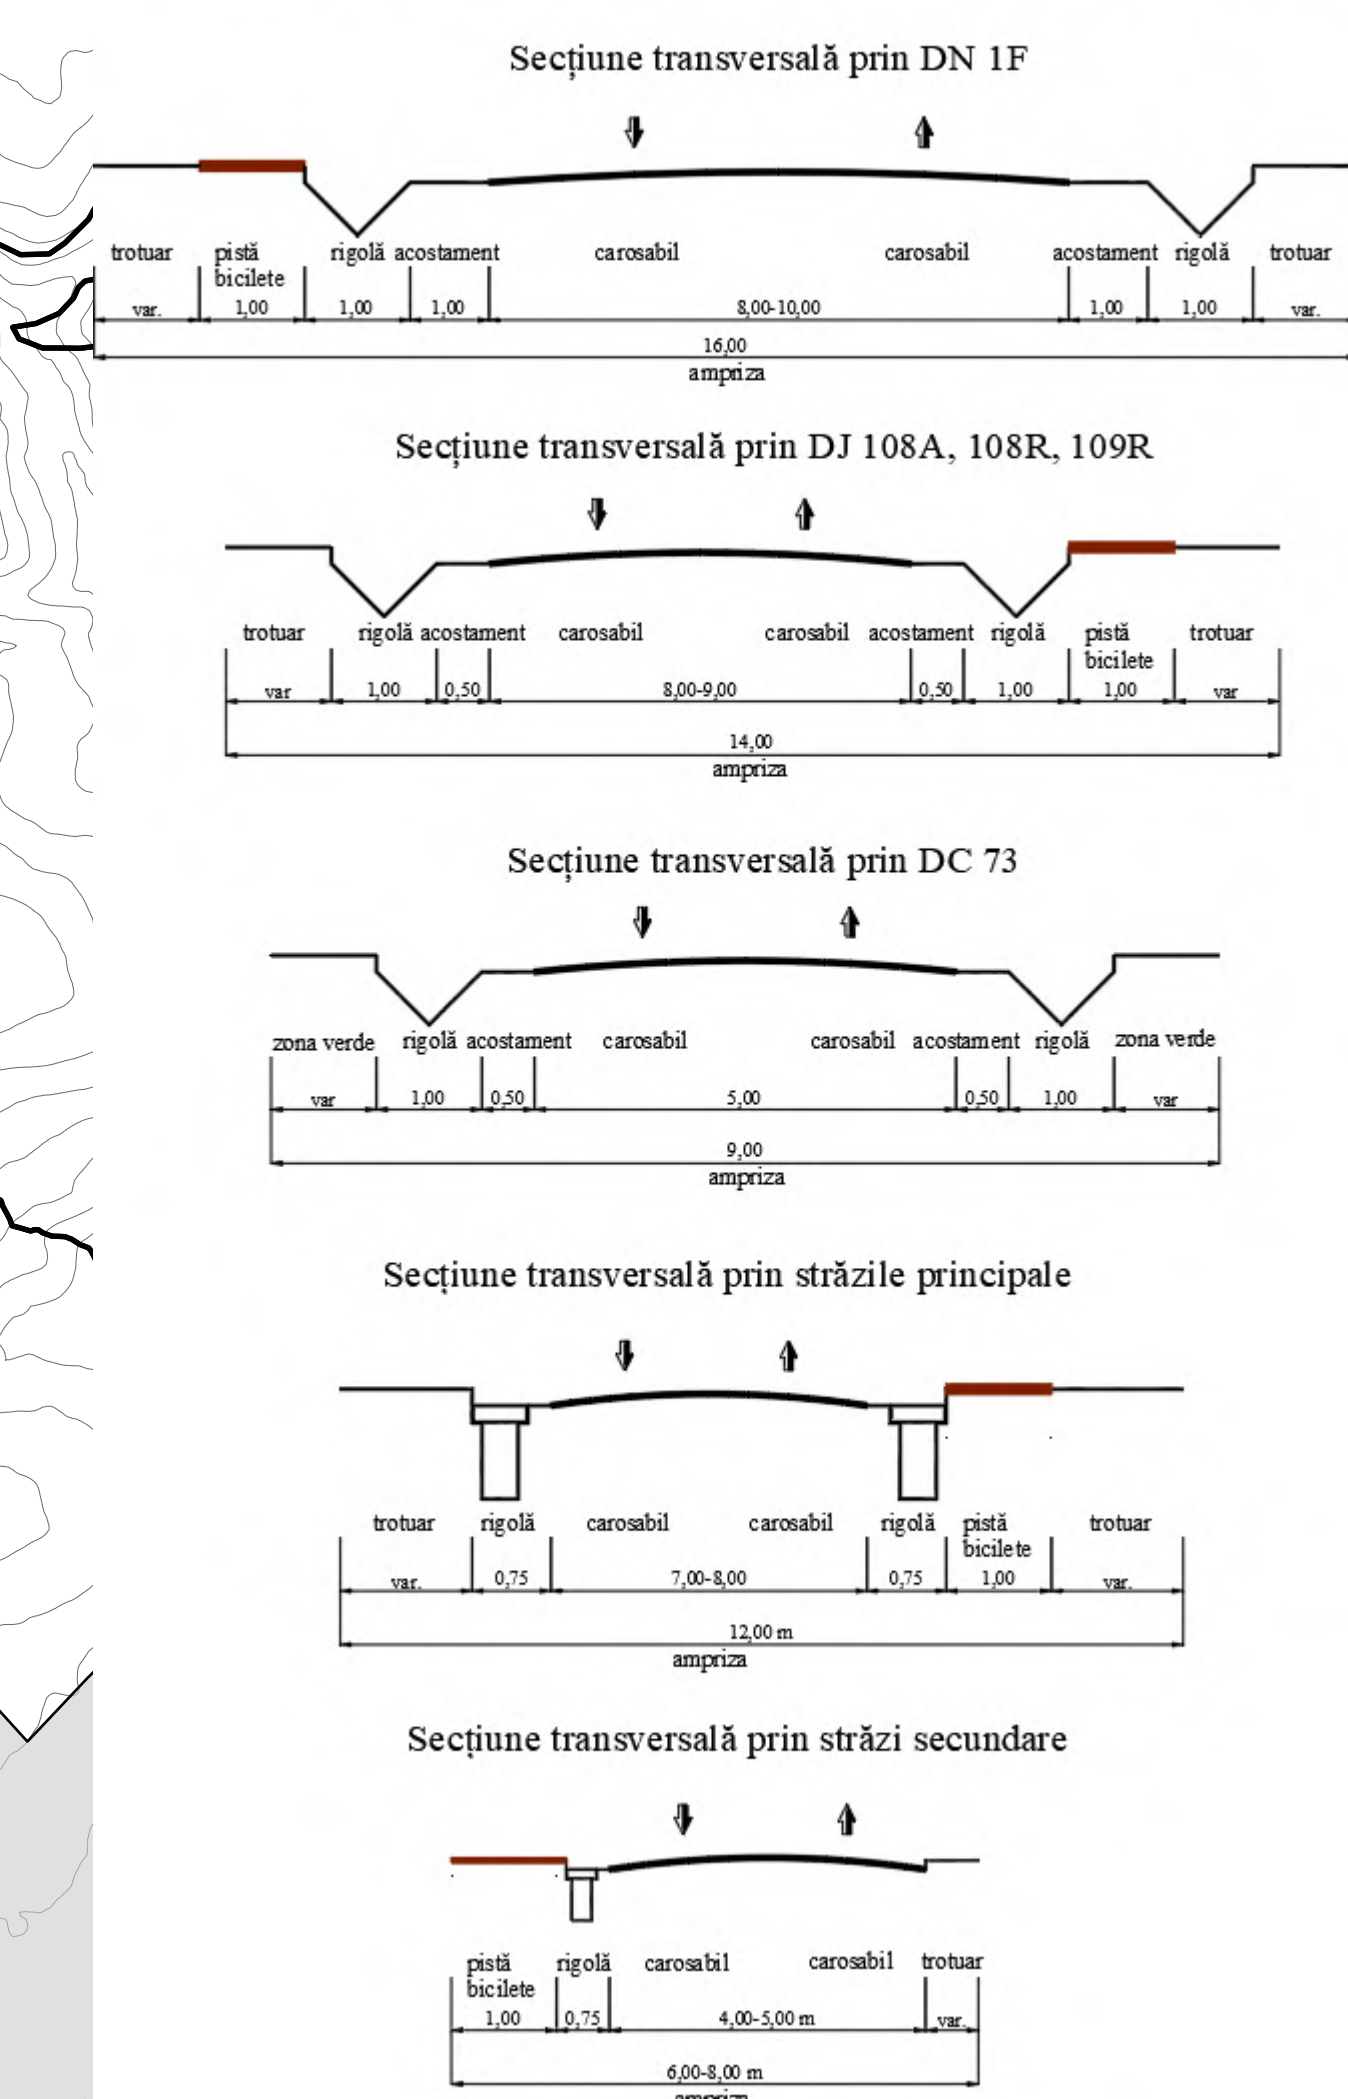 Secțiune transversală prin DN 1F
trotuar pistă rigolă acostament carosabil carosabil acostament rigolă trotuar
bicilete
var. 1,00 1,00 1,00 8,00-10,00 1,00 1,00 var.
16,00
ampriza
Secțiune transversală prin DJ 108A, 108R, 109R
trotuar rigolă acostament carosabil carosabil acostament rigolă pistă trotuar
bicilete
var 1,00 0,50 8,00-9,00 0,50 1,00 1,00 var
14,00
ampriza
Secțiune transversală prin DC 73
zona verde rigolă acostament carosabil carosabil acostament rigolă zona verde
var 1,00 0,50 5,00 0,50 1,00 var
9,00
ampriza
Secțiune transversală prin străzile principale
trotuar rigolă carosabil carosabil rigolă pistă trotuar
bicilete
var. 0,75 7,00-8,00 0,75 1,00 var.
12,00 m
ampriza
Secțiune transversală prin străzi secundare
pistă rigolă carosabil carosabil trotuar
bicilete
1,00 0,75 4,00-5,00 m var.
6,00-8,00 m
ampriza